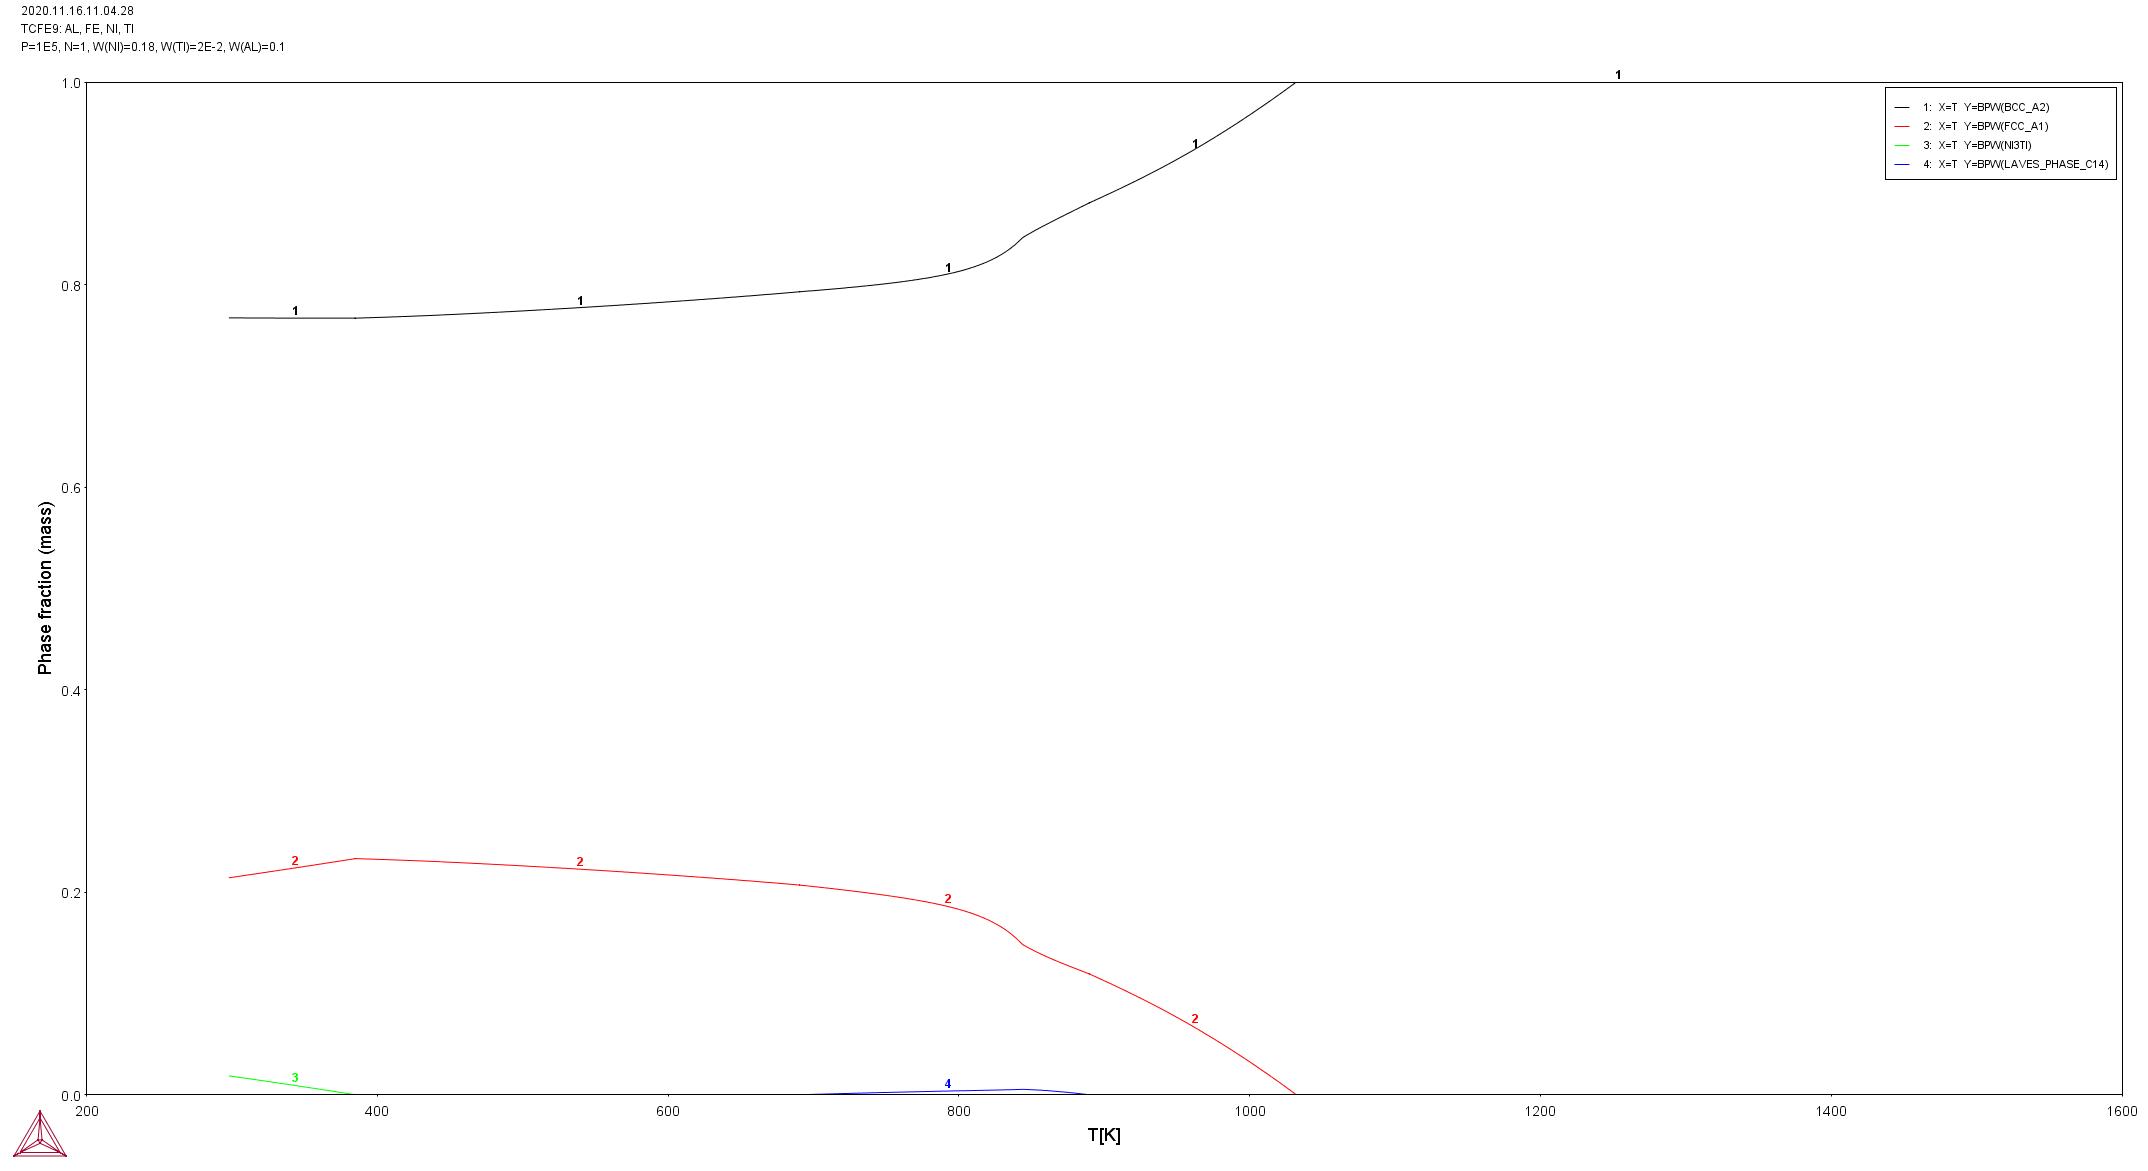 2020.11.16.11.04.28
TCFE9: AL, FE, NI, TI
P=1E5, N=1, W(NI)=0.18, W(TI)=2E-2, W(AL)=0.1
1.0
0.8
0.6
0.4
0.2
0.0
Phase fraction (mass)
1
1
1
1
1
2
2
2
2
3
4
1: X=T Y=BPW(BCC_A2)
2: X=T Y=BPW(FCC_A1)
3: X=T Y=BPW(NI3TI)
4: X=T Y=BPW(LAVES_PHASE_C14)
200 400 600 800 1000 1200 1400 1600
T[K]